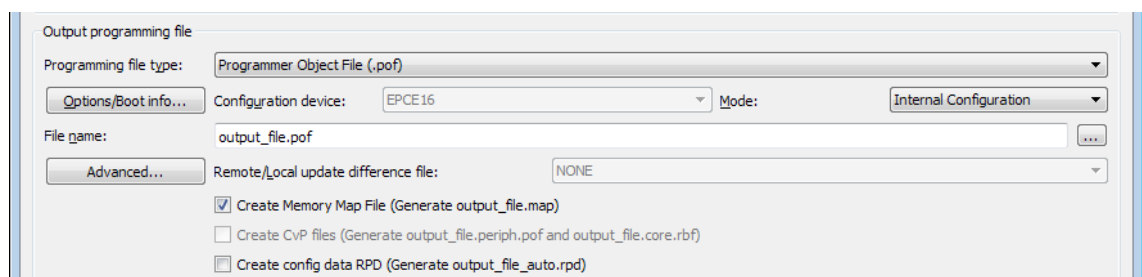 Output programming file
Programming file type: Programmer Object File (.pof)
Options/Boot info... Configuration device: EPCE16 Mode: Internal Configuration
File name: output_file.pof ...
Advanced... Remote/Local update difference file: NONE
Create Memory Map File (Generate output_file.map)
Create CvP files (Generate output_file.periph.pof and output_file.core.rbf)
Create config data RPD (Generate output_file_auto.rpd)